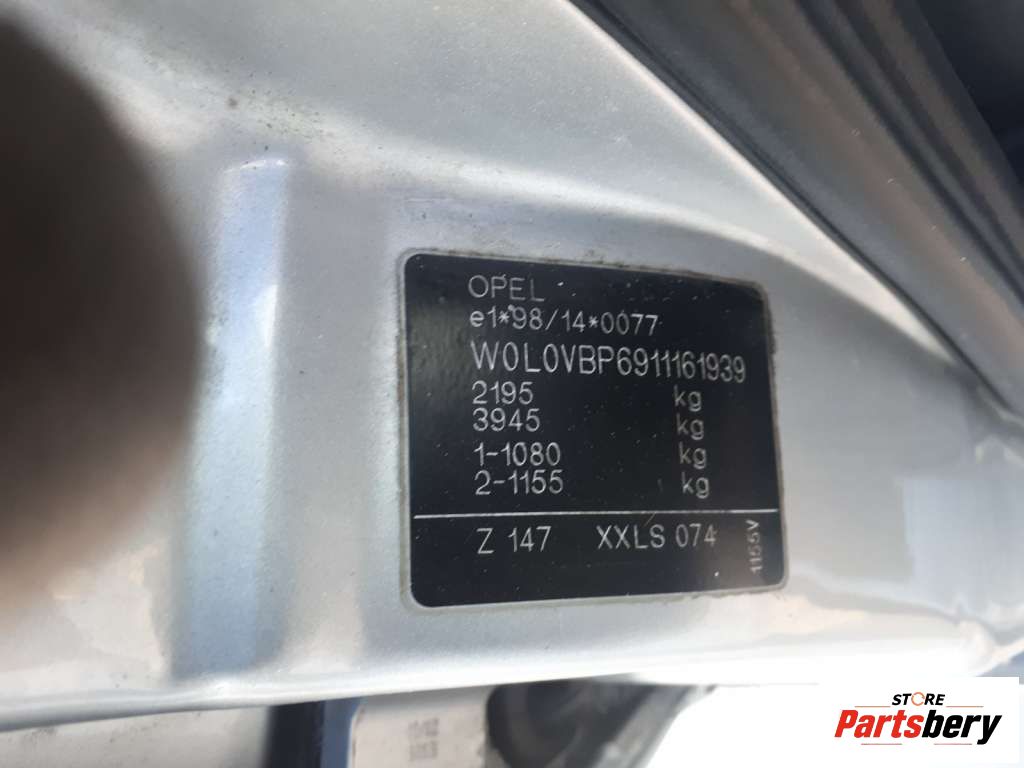 OPEL
e1*98/14*0077
W0L0VBP6911161939
2195 kg
3945 kg
1-1080 kg
2-1155 kg
Z 147 XXLS 074
1155V
STORE
Partsbery